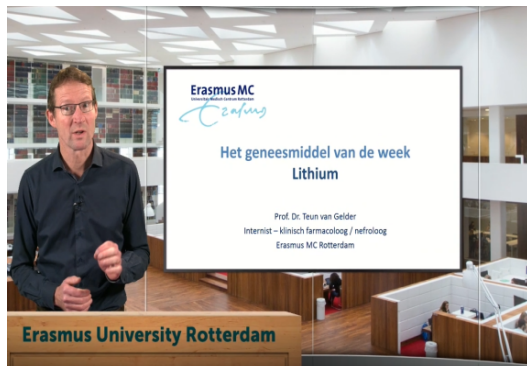 Erasmus MC
Universitair Medisch Centrum Rotterdam
Erasmus
Het geneesmiddel van de week
Lithium
Prof. Dr. Teun van Gelder
Internist – klinisch farmacoloog / nefroloog
Erasmus MC Rotterdam
Erasmus University Rotterdam